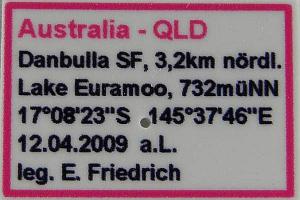 Australia - QLD
Danbulla SF, 3,2km nördl.
Lake Euramoo, 732müNN
17°08'23"S 145°37'46"E
12.04.2009 a.L.
leg. E. Friedrich